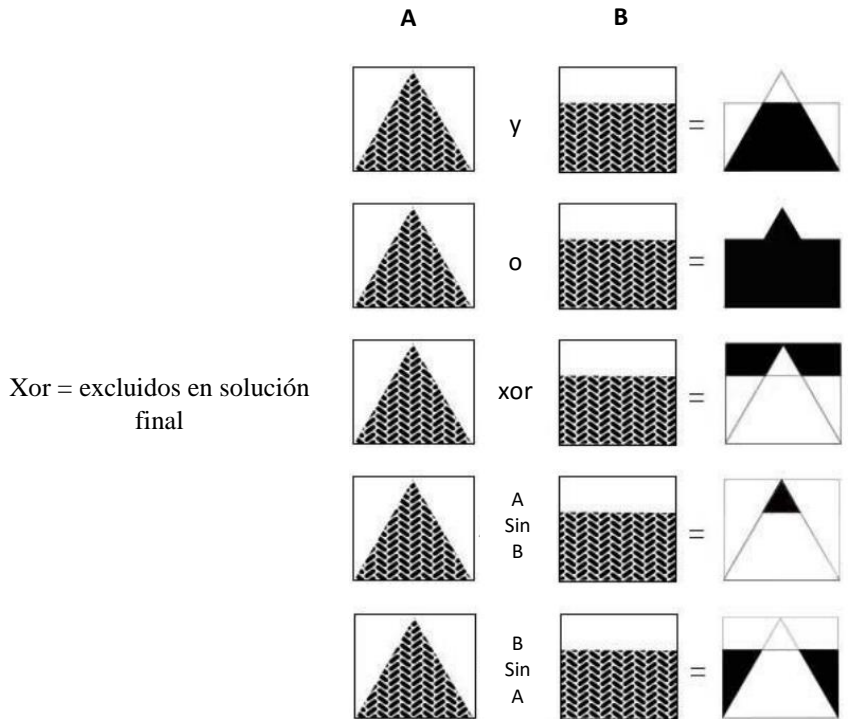 A B
y =
o =
Xor = excluidos en solución
final
xor =
A
Sin
B
=
B
Sin
A
=